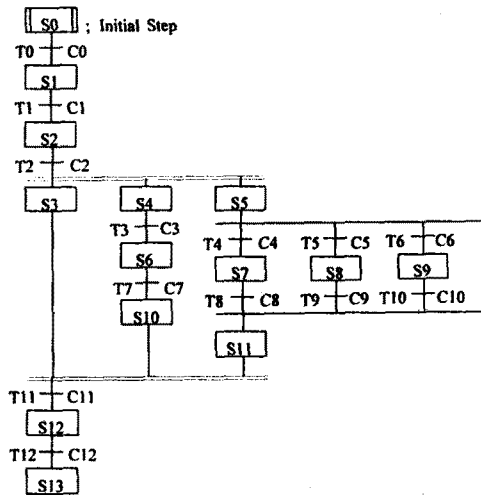 S0 ; Initial Step
T0 C0
S1
T1 C1
S2
T2 C2
S3 S4 S5
T3 C3 T4 C4 T5 C5 T6 C6
S6 S7 S8 S9
T7 C7 T8 C8 T9 C9 T10 C10
S10
S11
T11 C11
S12
T12 C12
S13